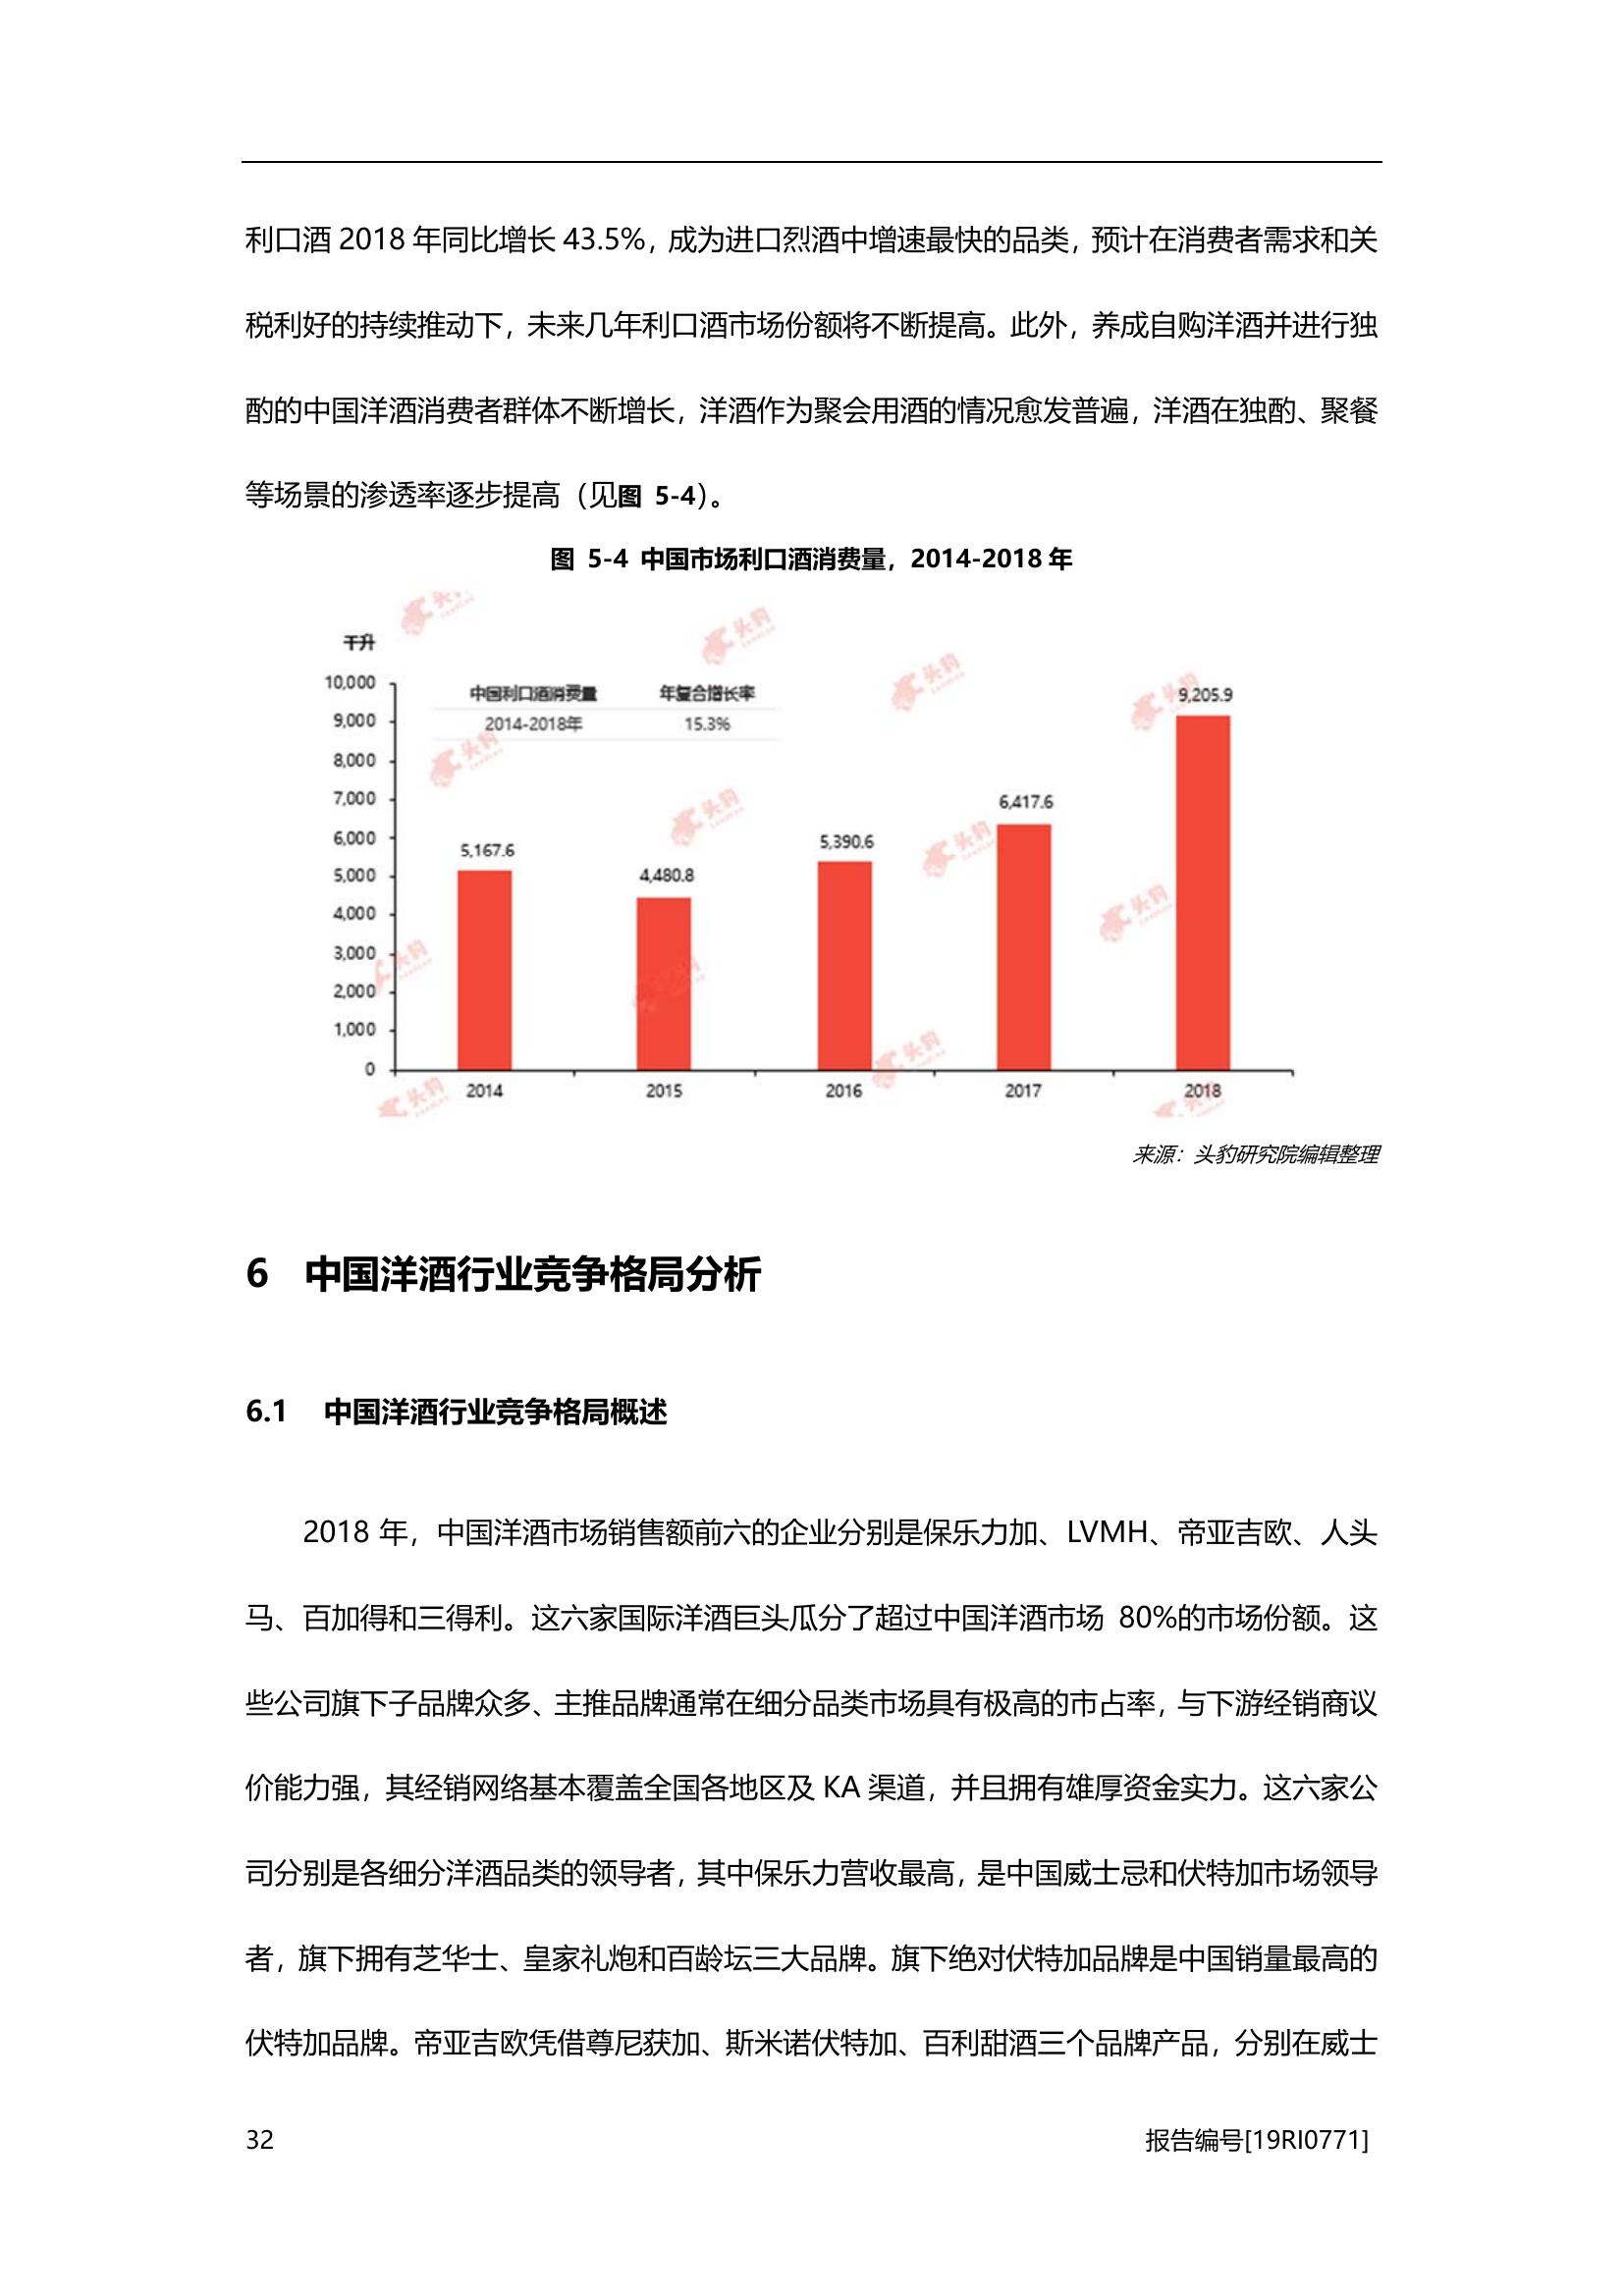 利口酒 2018 年同比增长 43.5%，成为进口烈酒中增速最快的品类，预计在消费者需求和关
税利好的持续推动下，未来几年利口酒市场份额将不断提高。此外，养成自购洋酒并进行独
酌的中国洋酒消费者群体不断增长，洋酒作为聚会用酒的情况愈发普遍，洋酒在独酌、聚餐
等场景的渗透率逐步提高（见图 5-4）。
图 5-4 中国市场利口酒消费量，2014-2018 年
千升
中国利口酒消费量 年复合增长率
2014-2018年 15.3%
10,000
9,000
8,000
7,000
6,000
5,000
4,000
3,000
2,000
1,000
0
5,167.6
4,480.8
5,390.6
6,417.6
9,205.9
2014 2015 2016 2017 2018
头豹
来源：头豹研究院编辑整理
6 中国洋酒行业竞争格局分析
6.1 中国洋酒行业竞争格局概述
2018 年，中国洋酒市场销售额前六的企业分别是保乐力加、LVMH、帝亚吉欧、人头
马、百加得和三得利。这六家国际洋酒巨头瓜分了超过中国洋酒市场 80%的市场份额。这
些公司旗下子品牌众多、主推品牌通常在细分品类市场具有极高的市占率，与下游经销商议
价能力强，其经销网络基本覆盖全国各地区及 KA 渠道，并且拥有雄厚资金实力。这六家公
司分别是各细分洋酒品类的领导者，其中保乐力营收最高，是中国威士忌和伏特加市场领导
者，旗下拥有芝华士、皇家礼炮和百龄坛三大品牌。旗下绝对伏特加品牌是中国销量最高的
伏特加品牌。帝亚吉欧凭借尊尼获加、斯米诺伏特加、百利甜酒三个品牌产品，分别在威士
32 报告编号[19RI0771]